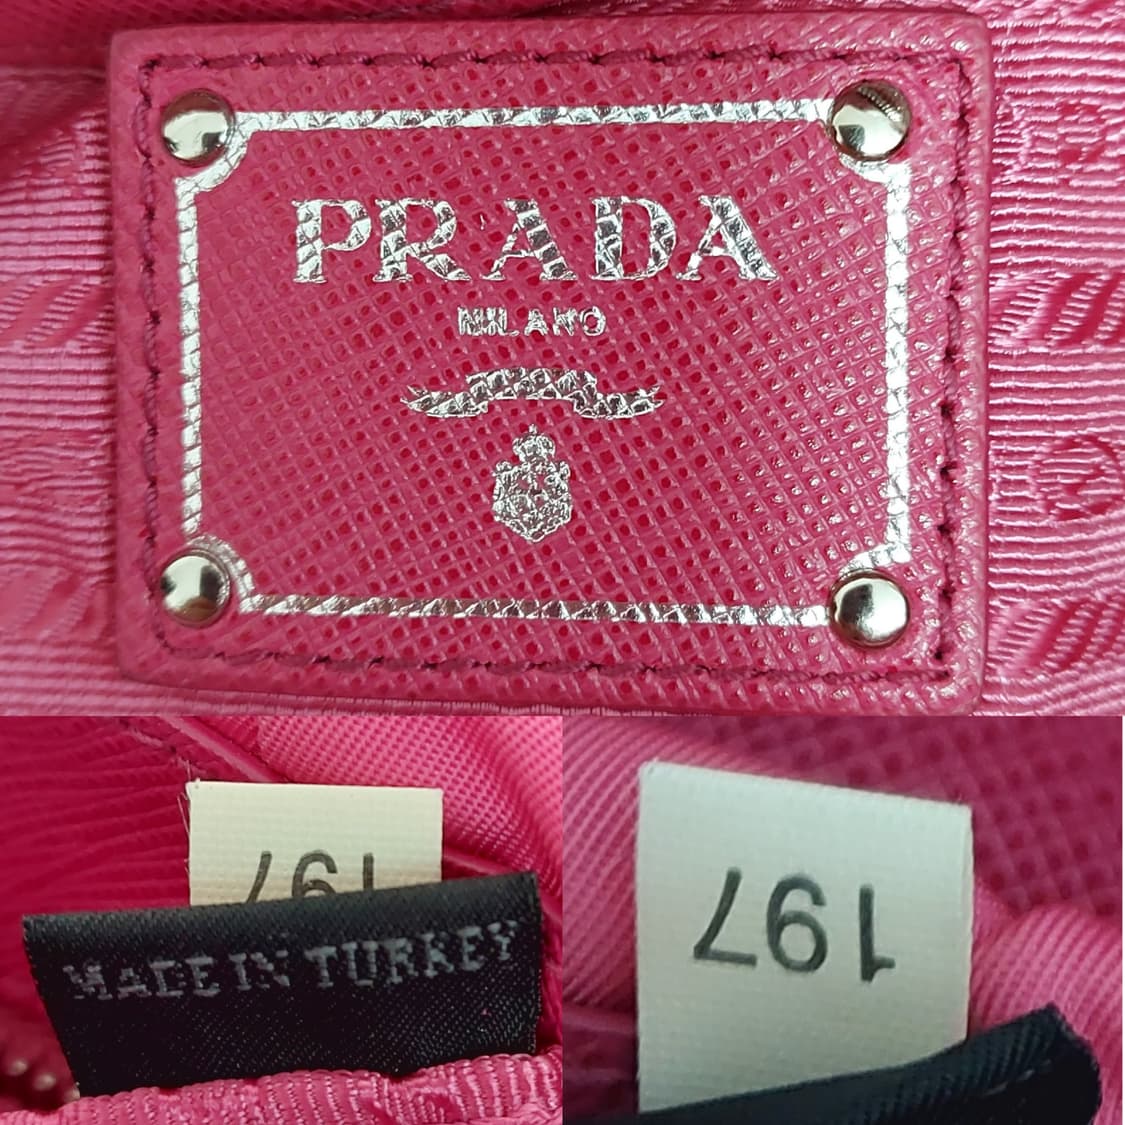 PRADA
MILANO
197
MADE IN TURKEY
197